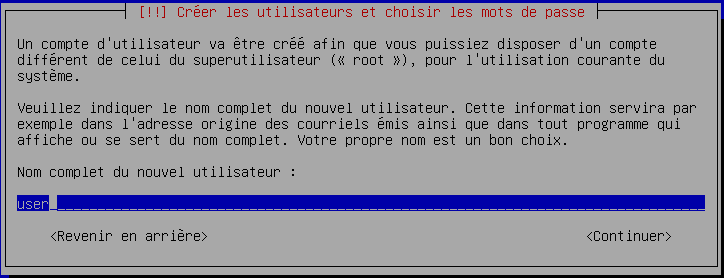 [!!] Créer les utilisateurs et choisir les mots de passe
Un compte d'utilisateur va être créé afin que vous puissiez disposer d'un compte
différent de celui du superutilisateur (« root »), pour l'utilisation courante du
système.
Veuillez indiquer le nom complet du nouvel utilisateur. Cette information servira par
exemple dans l'adresse origine des courriels émis ainsi que dans tout programme qui
affiche ou se sert du nom complet. Votre propre nom est un bon choix.
Nom complet du nouvel utilisateur :
user
<Revenir en arrière> <Continuer>